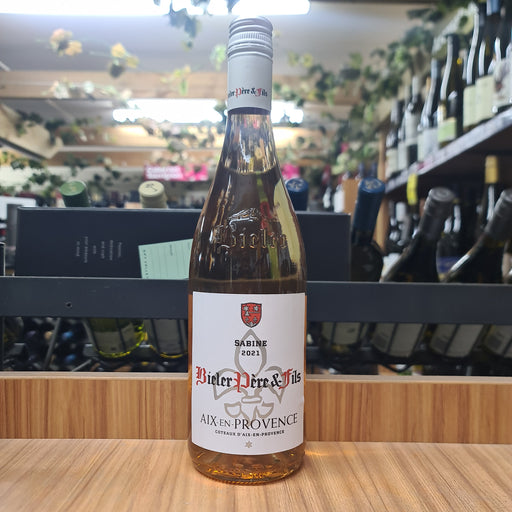 Bieler Père & Fils
Bieler
SABINE
2021
Bieler Père & Fils
AIX-EN-PROVENCE
COTEAUX D'AIX-EN-PROVENCE